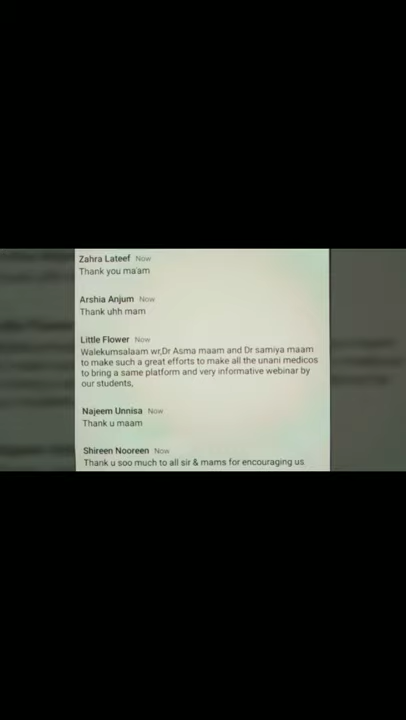 Zahra Lateef Now
Thank you ma'am
Arshia Anjum Now
Thank uhh mam
Little Flower Now
Walekumsalaam wr,Dr Asma maam and Dr samiya maam
to make such a great efforts to make all the unani medicos
to bring a same platform and very informative webinar by
our students,
Najeem Unnisa Now
Thank u maam
Shireen Nooreen Now
Thank u soo much to all sir & mams for encouraging us